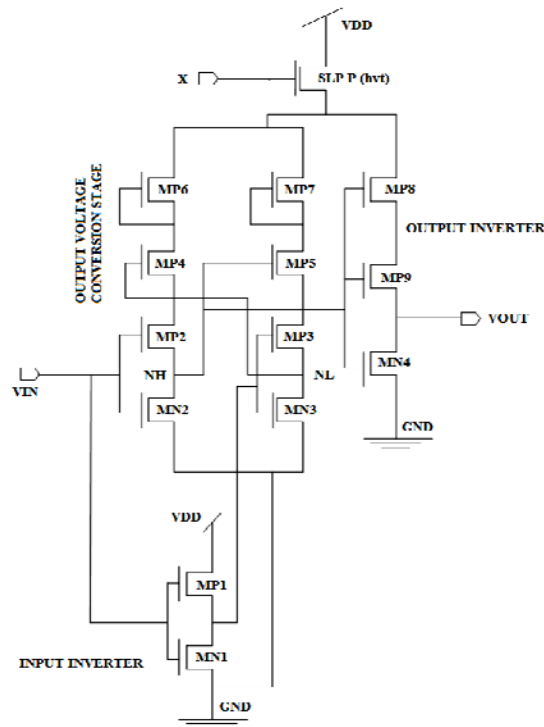 VDD
X
SLP P (hvt)
MP6
MP7
MP8
OUTPUT VOLTAGE
CONVERSION STAGE
OUTPUT INVERTER
MP4
MP5
MP9
VOUT
MP2
MP3
VIN
NH
NL
MN4
MN2
MN3
GND
VDD
MP1
INPUT INVERTER
MN1
GND